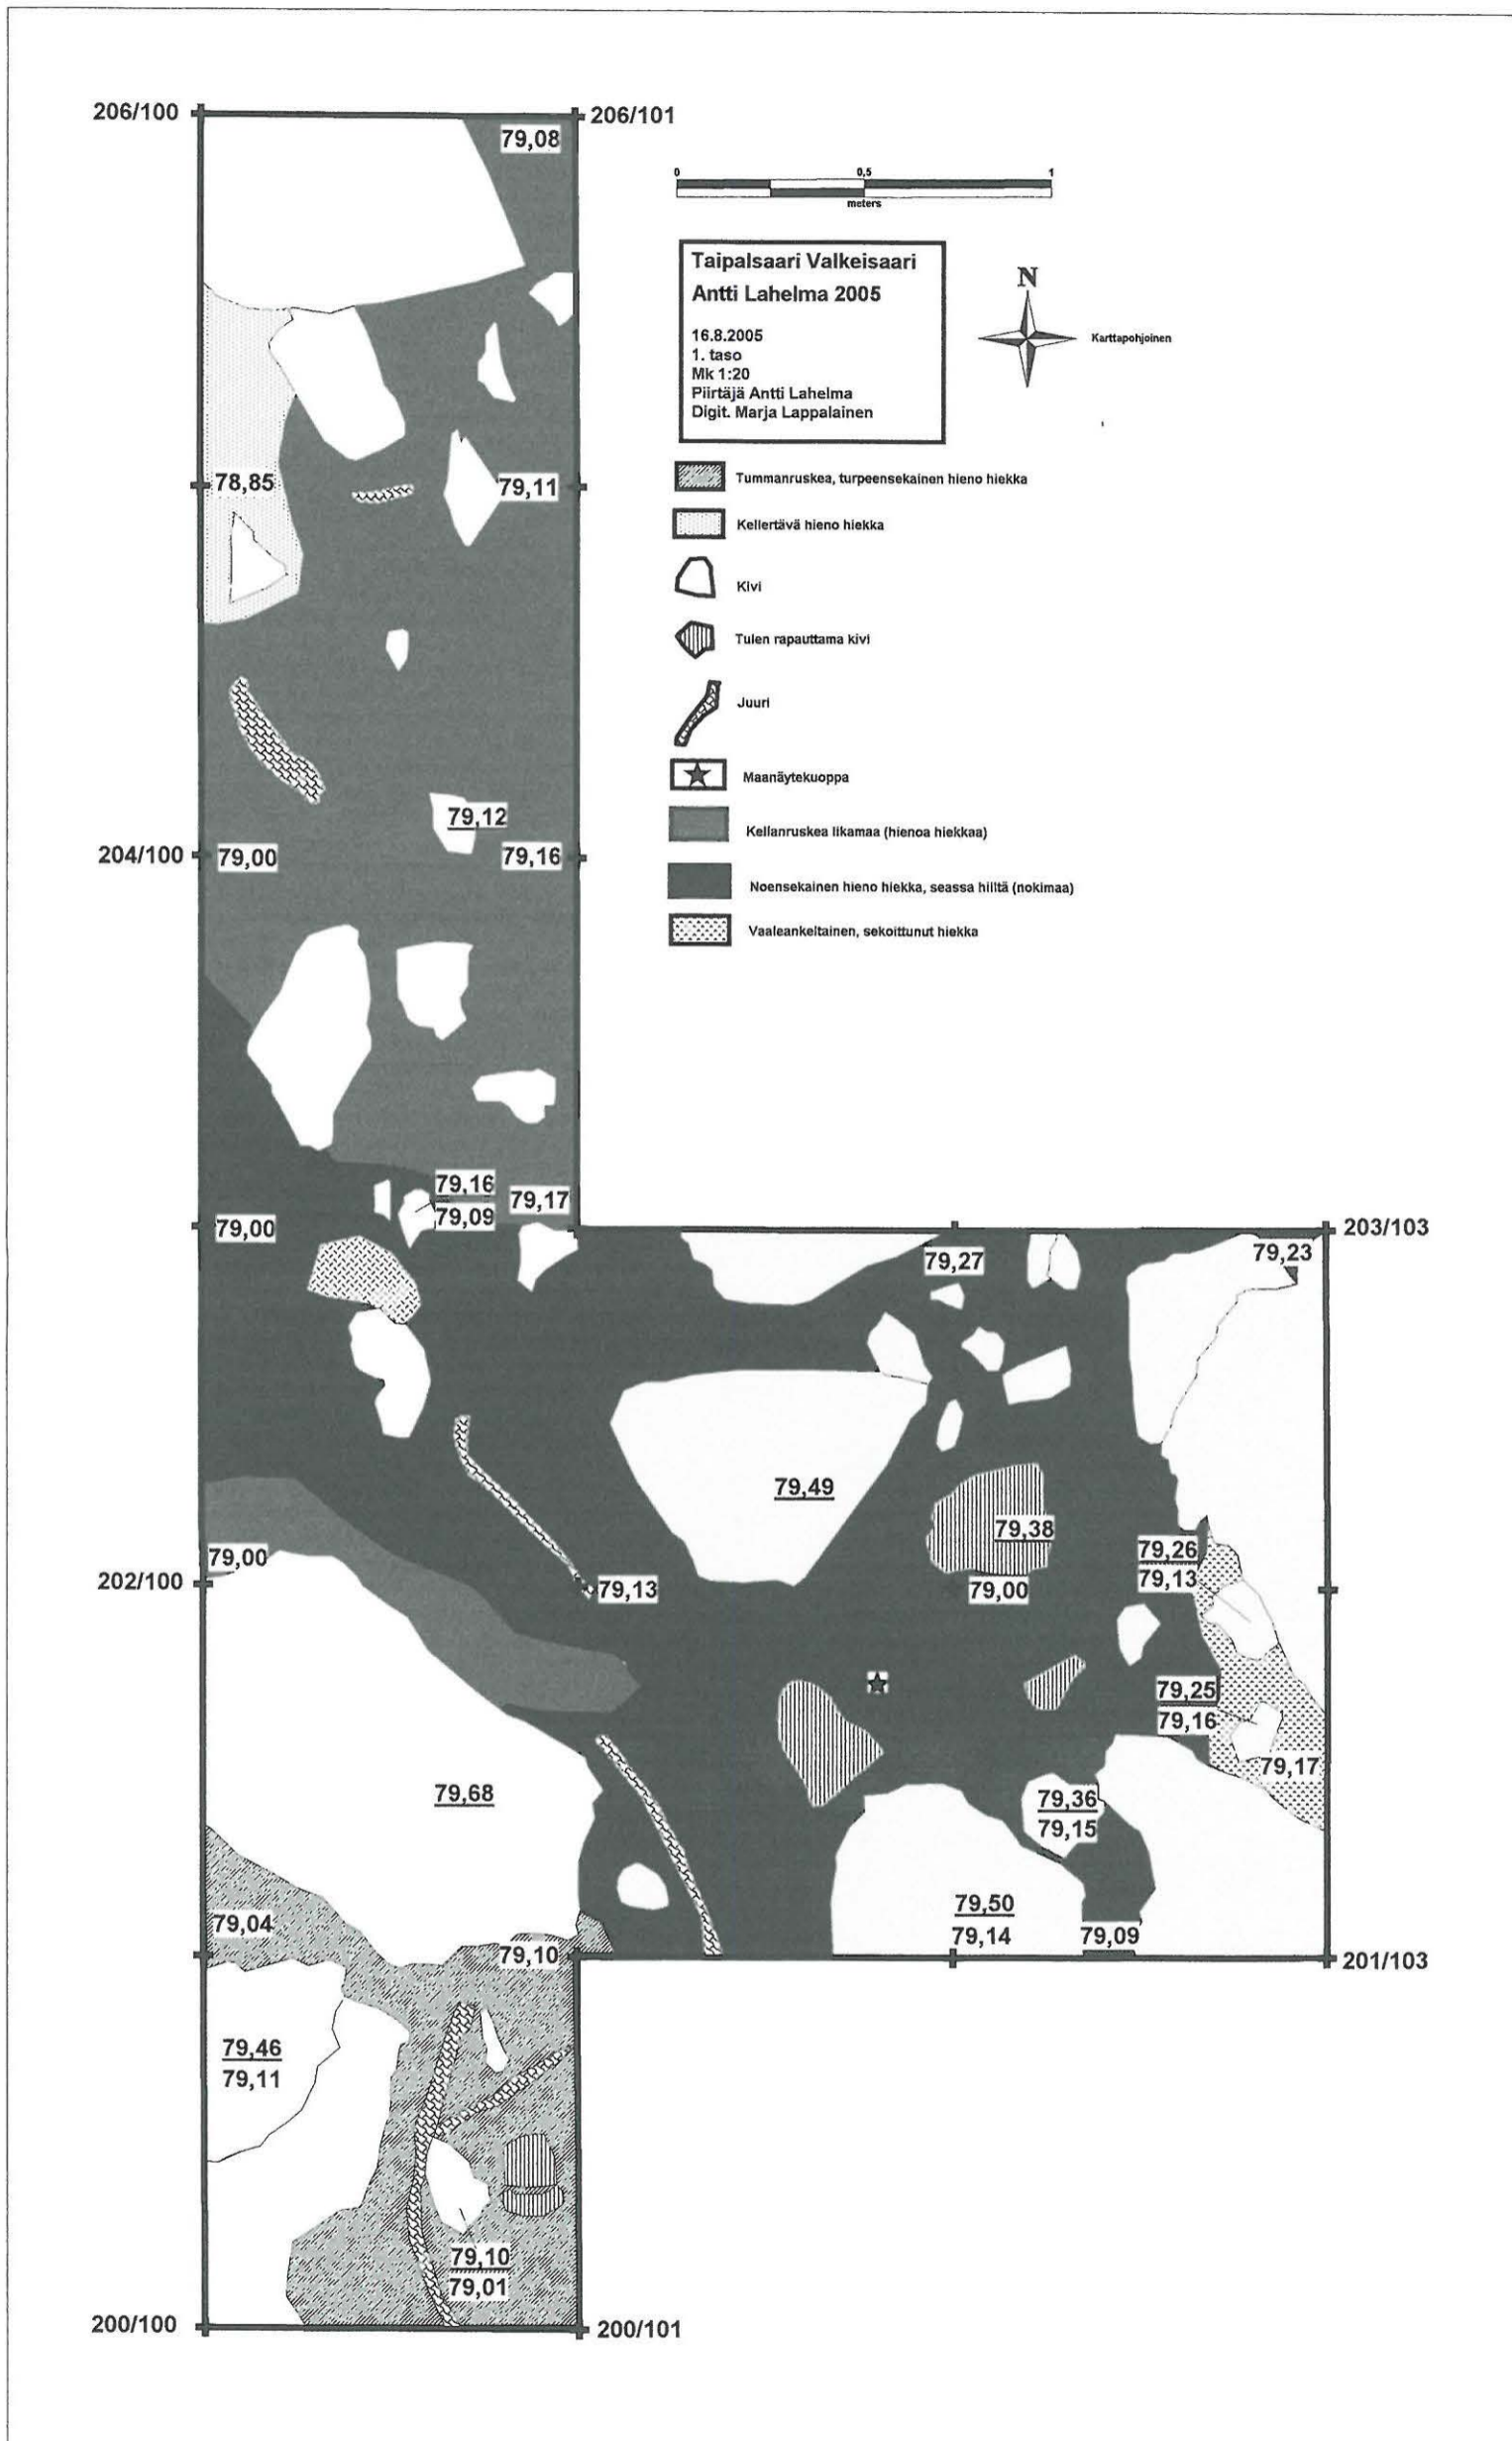 206/100
206/101
79,08
0 0,5 1
meters
Taipalsaari Valkeisaari
Antti Lahelma 2005
16.8.2005
1. taso
Mk 1:20
Piirtäjä Antti Lahelma
Digit. Marja Lappalainen
N
Karttapohjoinen
78,85
79,11
Tummanruskea, turpeensekainen hieno hiekka
Kellertävä hieno hiekka
Kivi
Tulen rapauttama kivi
Juuri
Maanäytekuoppa
Kellanruskea likamaa (hienoa hiekkaa)
Noensekainen hieno hiekka, seassa hiiltä (nokimaa)
Vaaleankeltainen, sekoittunut hiekka
79,12
204/100
79,00
79,16
79,16
79,09
79,17
79,00
203/103
79,27
79,23
79,49
79,38
79,26
79,13
79,00
202/100
79,13
79,00
79,25
79,16
79,17
79,68
79,36
79,15
79,50
79,14
79,09
79,04
79,10
201/103
79,46
79,11
79,10
79,01
200/100
200/101